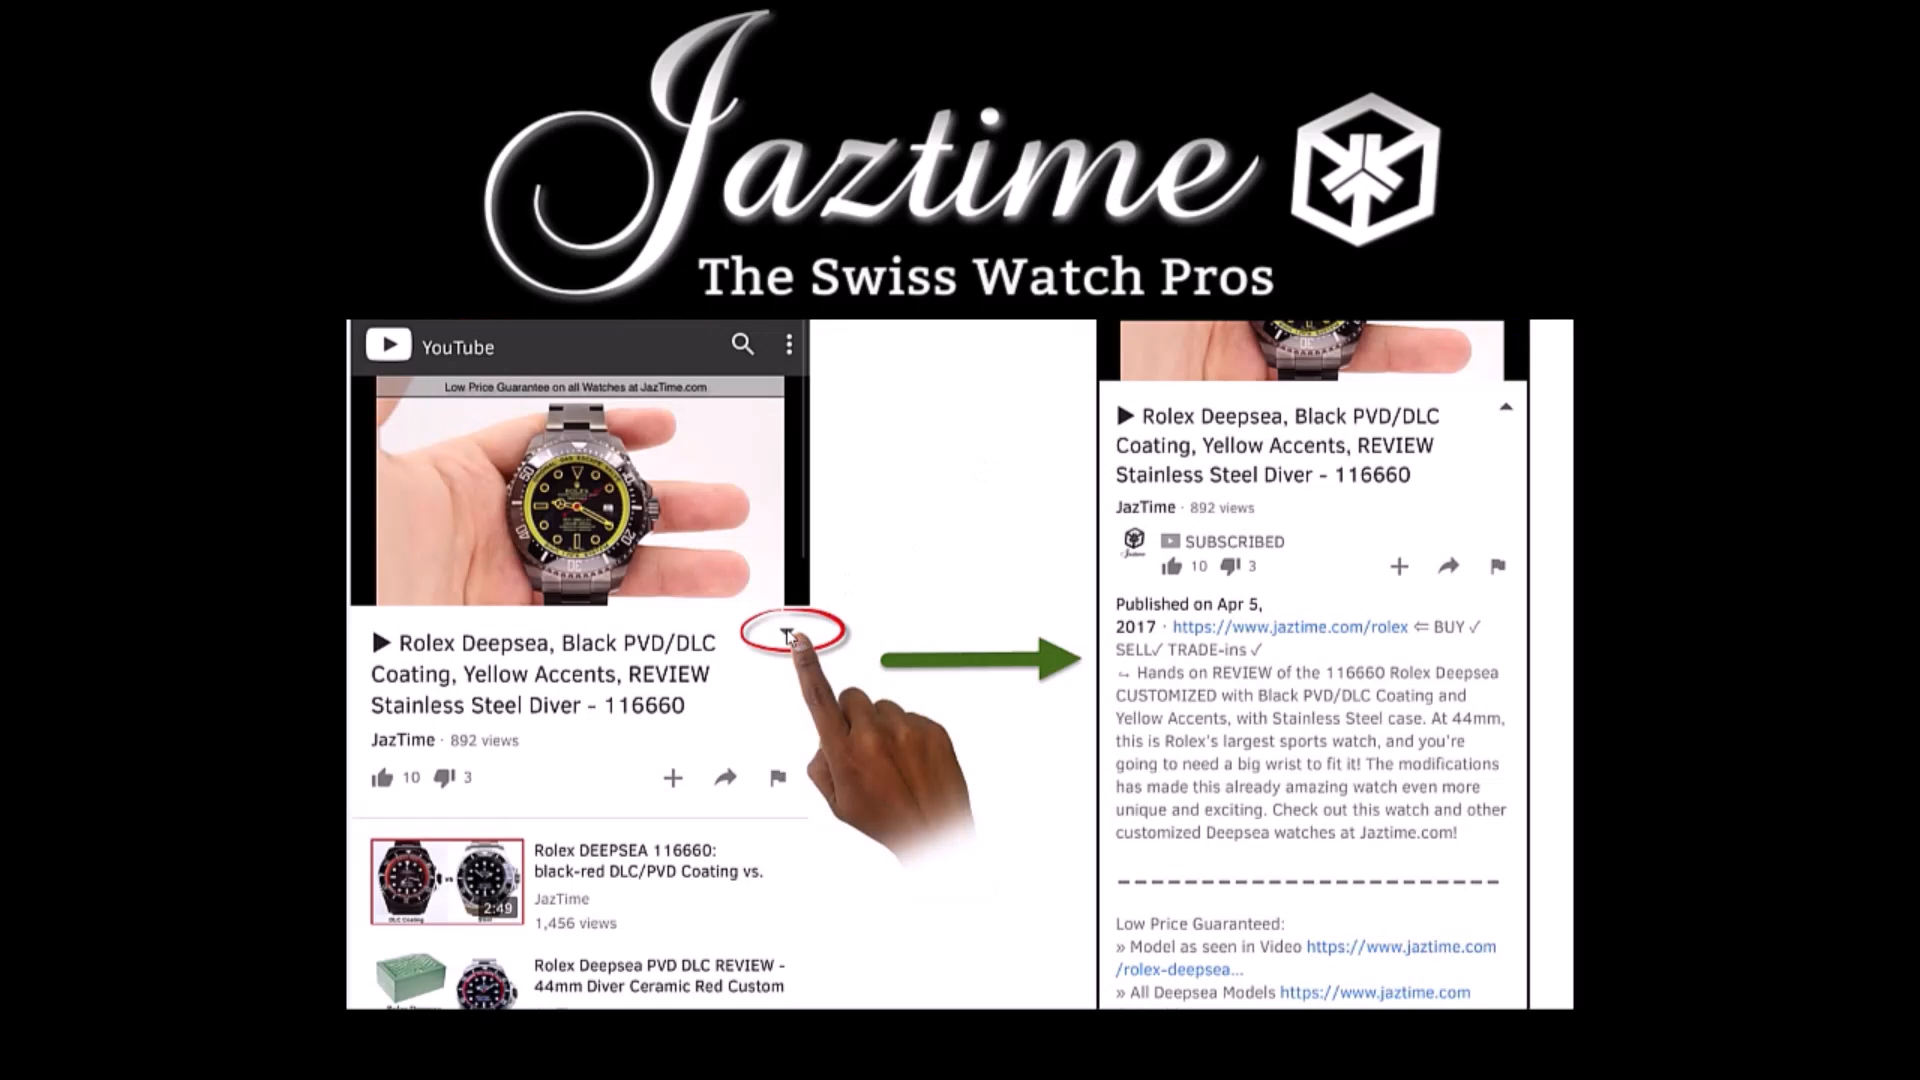 Jaztime
The Swiss Watch Pros
YouTube
Low Price Guarantee on all Watches at JazTime.com
▶ Rolex Deepsea, Black PVD/DLC
Coating, Yellow Accents, REVIEW
Stainless Steel Diver - 116660
JazTime · 892 views
10 3
Rolex DEEPSEA 116660:
black-red DLC/PVD Coating vs.
JazTime
1,456 views
vs
DLC Coating
2:49
Rolex Deepsea PVD DLC REVIEW -
44mm Diver Ceramic Red Custom
▶ Rolex Deepsea, Black PVD/DLC
Coating, Yellow Accents, REVIEW
Stainless Steel Diver - 116660
JazTime · 892 views
Jaztime
SUBSCRIBED
10 3
Published on Apr 5,
2017 · https://www.jaztime.com/rolex ⇐ BUY ✓
SELL✓ TRADE-ins ✓
⤷ Hands on REVIEW of the 116660 Rolex Deepsea
CUSTOMIZED with Black PVD/DLC Coating and
Yellow Accents, with Stainless Steel case. At 44mm,
this is Rolex's largest sports watch, and you're
going to need a big wrist to fit it! The modifications
has made this already amazing watch even more
unique and exciting. Check out this watch and other
customized Deepsea watches at Jaztime.com!
Low Price Guaranteed:
» Model as seen in Video https://www.jaztime.com
/rolex-deepsea...
» All Deepsea Models https://www.jaztime.com